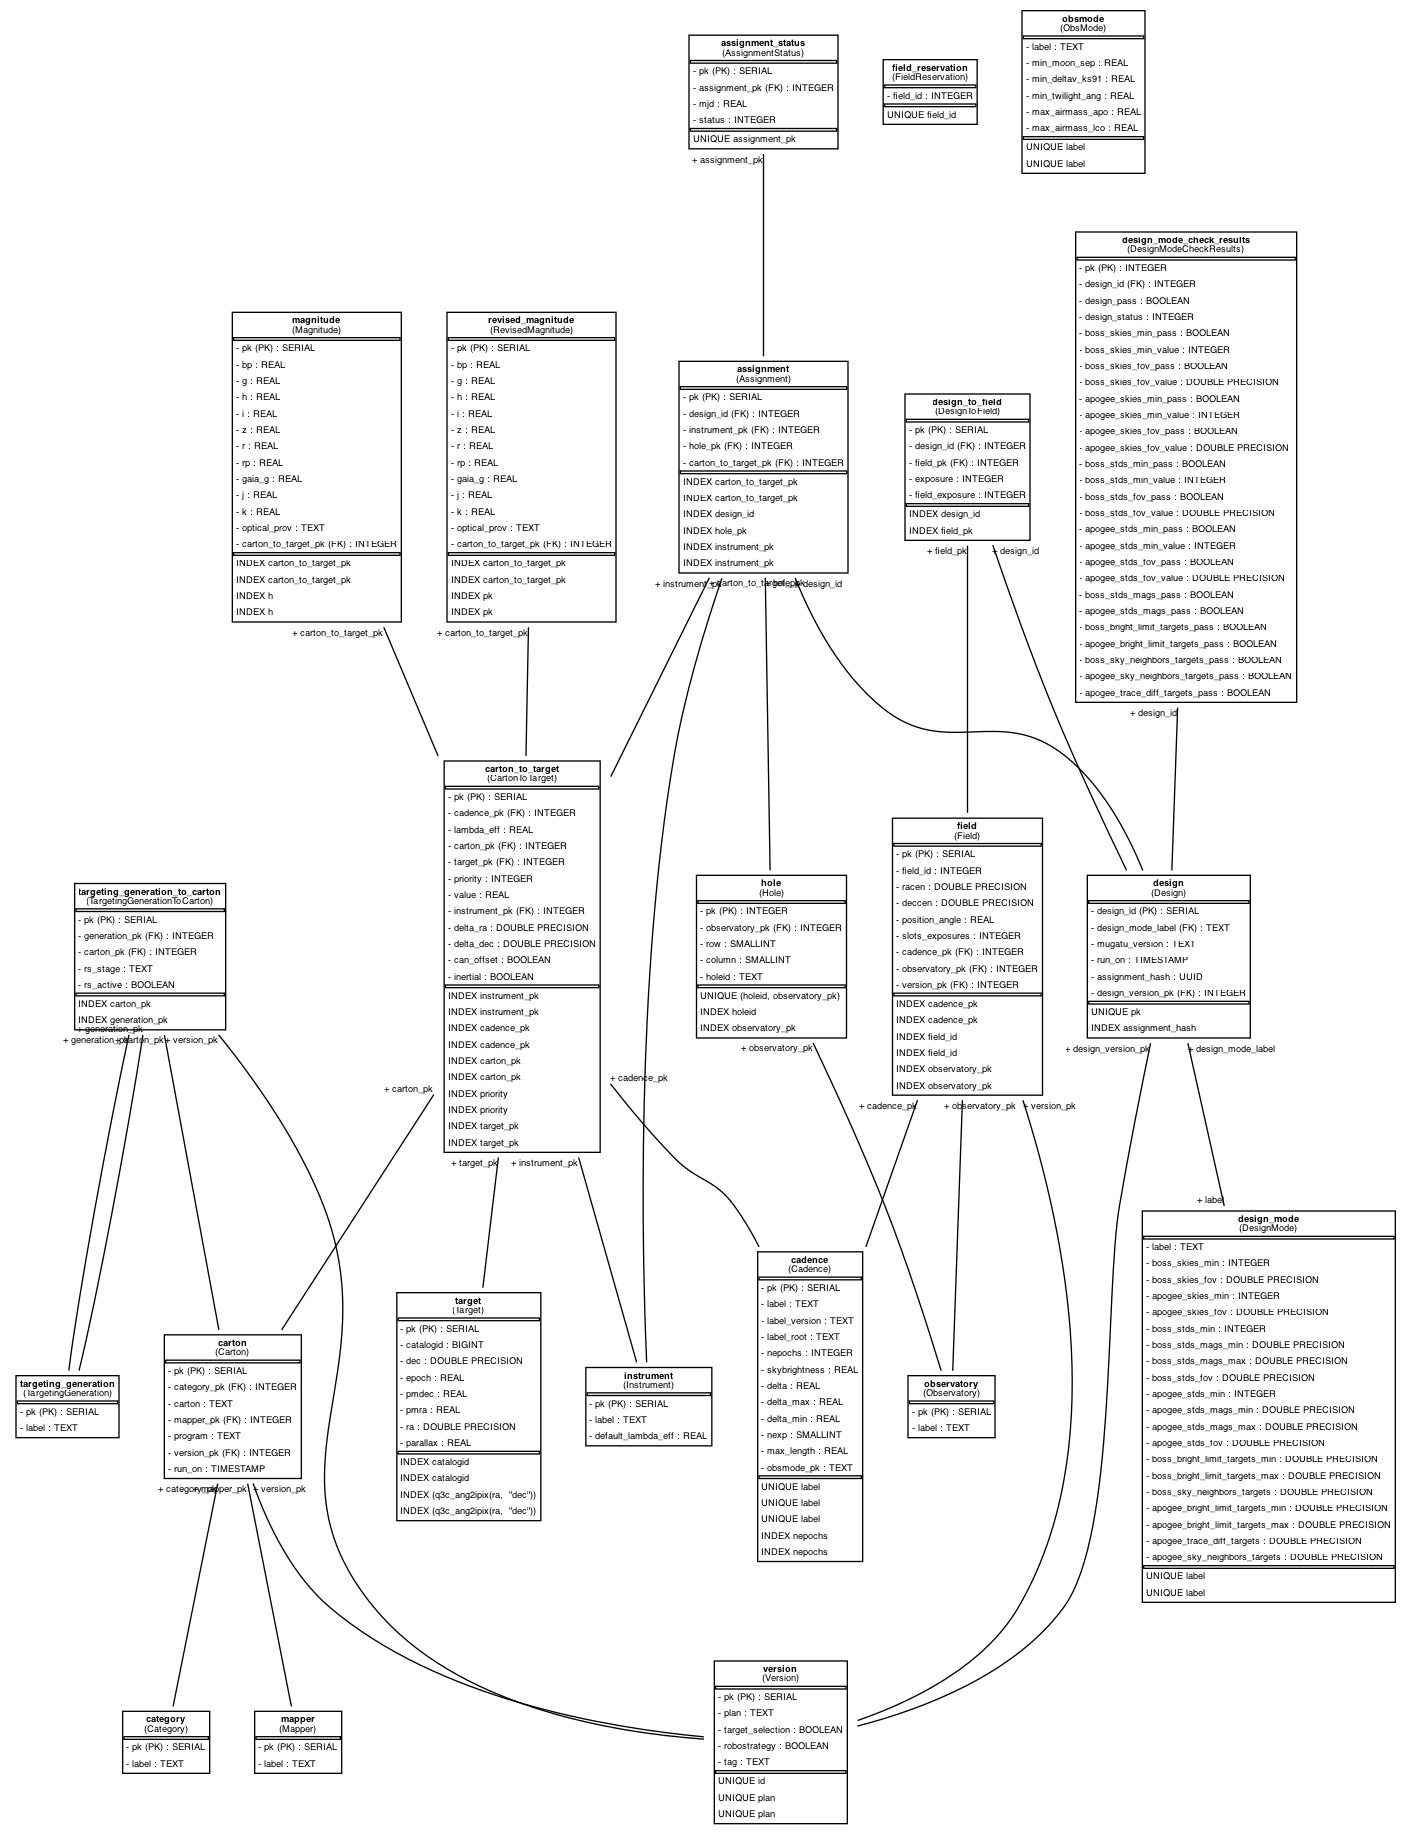 obsmode
(ObsMode)
- label : TEXT
- min_moon_sep : REAL
- min_deltav_ks91 : REAL
- min_twilight_ang : REAL
- max_airmass_apo : REAL
- max_airmass_lco : REAL
UNIQUE label
UNIQUE label
assignment_status
(AssignmentStatus)
- pk (PK) : SERIAL
- assignment_pk (FK) : INTEGER
- mjd : REAL
- status : INTEGER
UNIQUE assignment_pk
+ assignment_pk
field_reservation
(FieldReservation)
- field_id : INTEGER
UNIQUE field_id
design_mode_check_results
(DesignModeCheckResults)
- pk (PK) : INTEGER
- design_id (FK) : INTEGER
- design_pass : BOOLEAN
- design_status : INTEGER
- boss_skies_min_pass : BOOLEAN
- boss_skies_min_value : INTEGER
- boss_skies_fov_pass : BOOLEAN
- boss_skies_fov_value : DOUBLE PRECISION
- apogee_skies_min_pass : BOOLEAN
- apogee_skies_min_value : INTEGER
- apogee_skies_fov_pass : BOOLEAN
- apogee_skies_fov_value : DOUBLE PRECISION
- boss_stds_min_pass : BOOLEAN
- boss_stds_min_value : INTEGER
- boss_stds_fov_pass : BOOLEAN
- boss_stds_fov_value : DOUBLE PRECISION
- apogee_stds_min_pass : BOOLEAN
- apogee_stds_min_value : INTEGER
- apogee_stds_fov_pass : BOOLEAN
- apogee_stds_fov_value : DOUBLE PRECISION
- boss_stds_mags_pass : BOOLEAN
- apogee_stds_mags_pass : BOOLEAN
- boss_bright_limit_targets_pass : BOOLEAN
- apogee_bright_limit_targets_pass : BOOLEAN
- boss_sky_neighbors_targets_pass : BOOLEAN
- apogee_sky_neighbors_targets_pass : BOOLEAN
- apogee_trace_diff_targets_pass : BOOLEAN
+ design_id
magnitude
(Magnitude)
- pk (PK) : SERIAL
- bp : REAL
- g : REAL
- h : REAL
- i : REAL
- z : REAL
- r : REAL
- rp : REAL
- gaia_g : REAL
- j : REAL
- k : REAL
- optical_prov : TEXT
- carton_to_target_pk (FK) : INTEGER
INDEX carton_to_target_pk
INDEX carton_to_target_pk
INDEX h
INDEX h
+ carton_to_target_pk
revised_magnitude
(RevisedMagnitude)
- pk (PK) : SERIAL
- bp : REAL
- g : REAL
- h : REAL
- i : REAL
- z : REAL
- r : REAL
- rp : REAL
- gaia_g : REAL
- j : REAL
- k : REAL
- optical_prov : TEXT
- carton_to_target_pk (FK) : INTEGER
INDEX carton_to_target_pk
INDEX carton_to_target_pk
INDEX pk
INDEX pk
+ carton_to_target_pk
assignment
(Assignment)
- pk (PK) : SERIAL
- design_id (FK) : INTEGER
- instrument_pk (FK) : INTEGER
- hole_pk (FK) : INTEGER
- carton_to_target_pk (FK) : INTEGER
INDEX carton_to_target_pk
INDEX carton_to_target_pk
INDEX design_id
INDEX hole_pk
INDEX instrument_pk
INDEX instrument_pk
+ instrument_pk
+ carton_to_target_pk
+ hole_pk
+ design_id
design_to_field
(DesignToField)
- pk (PK) : SERIAL
- design_id (FK) : INTEGER
- field_pk (FK) : INTEGER
- exposure : INTEGER
- field_exposure : INTEGER
INDEX design_id
INDEX field_pk
+ field_pk
+ design_id
carton_to_target
(CartonToTarget)
- pk (PK) : SERIAL
- cadence_pk (FK) : INTEGER
- lambda_eff : REAL
- carton_pk (FK) : INTEGER
- target_pk (FK) : INTEGER
- priority : INTEGER
- value : REAL
- instrument_pk (FK) : INTEGER
- delta_ra : DOUBLE PRECISION
- delta_dec : DOUBLE PRECISION
- can_offset : BOOLEAN
- inertial : BOOLEAN
INDEX instrument_pk
INDEX instrument_pk
INDEX cadence_pk
INDEX cadence_pk
INDEX carton_pk
INDEX carton_pk
INDEX priority
INDEX priority
INDEX target_pk
INDEX target_pk
+ carton_pk
+ cadence_pk
+ target_pk
+ instrument_pk
targeting_generation_to_carton
(TargetingGenerationToCarton)
- pk (PK) : SERIAL
- generation_pk (FK) : INTEGER
- carton_pk (FK) : INTEGER
- rs_stage : TEXT
- rs_active : BOOLEAN
INDEX carton_pk
INDEX generation_pk
+ generation_pk
+ generation_pk
+ carton_pk
+ version_pk
hole
(Hole)
- pk (PK) : INTEGER
- observatory_pk (FK) : INTEGER
- row : SMALLINT
- column : SMALLINT
- holeid : TEXT
UNIQUE (holeid, observatory_pk)
INDEX holeid
INDEX observatory_pk
+ observatory_pk
field
(Field)
- pk (PK) : SERIAL
- field_id : INTEGER
- racen : DOUBLE PRECISION
- deccen : DOUBLE PRECISION
- position_angle : REAL
- slots_exposures : INTEGER
- cadence_pk (FK) : INTEGER
- observatory_pk (FK) : INTEGER
- version_pk (FK) : INTEGER
INDEX cadence_pk
INDEX cadence_pk
INDEX field_id
INDEX field_id
INDEX observatory_pk
INDEX observatory_pk
+ cadence_pk
+ observatory_pk
+ version_pk
design
(Design)
- design_id (PK) : SERIAL
- design_mode_label (FK) : TEXT
- mugatu_version : TEXT
- run_on : TIMESTAMP
- assignment_hash : UUID
- design_version_pk (FK) : INTEGER
UNIQUE pk
INDEX assignment_hash
+ design_version_pk
+ design_mode_label
+ label
design_mode
(DesignMode)
- label : TEXT
- boss_skies_min : INTEGER
- boss_skies_fov : DOUBLE PRECISION
- apogee_skies_min : INTEGER
- apogee_skies_fov : DOUBLE PRECISION
- boss_stds_min : INTEGER
- boss_stds_mags_min : DOUBLE PRECISION
- boss_stds_mags_max : DOUBLE PRECISION
- boss_stds_fov : DOUBLE PRECISION
- apogee_stds_min : INTEGER
- apogee_stds_mags_min : DOUBLE PRECISION
- apogee_stds_mags_max : DOUBLE PRECISION
- apogee_stds_fov : DOUBLE PRECISION
- boss_bright_limit_targets_min : DOUBLE PRECISION
- boss_bright_limit_targets_max : DOUBLE PRECISION
- boss_sky_neighbors_targets : DOUBLE PRECISION
- apogee_bright_limit_targets_min : DOUBLE PRECISION
- apogee_bright_limit_targets_max : DOUBLE PRECISION
- apogee_trace_diff_targets : DOUBLE PRECISION
- apogee_sky_neighbors_targets : DOUBLE PRECISION
UNIQUE label
UNIQUE label
cadence
(Cadence)
- pk (PK) : SERIAL
- label : TEXT
- label_version : TEXT
- label_root : TEXT
- nepochs : INTEGER
- skybrightness : REAL
- delta : REAL
- delta_max : REAL
- delta_min : REAL
- nexp : SMALLINT
- max_length : REAL
- obsmode_pk : TEXT
UNIQUE label
UNIQUE label
UNIQUE label
INDEX nepochs
INDEX nepochs
target
(Target)
- pk (PK) : SERIAL
- catalogid : BIGINT
- dec : DOUBLE PRECISION
- epoch : REAL
- pmdec : REAL
- pmra : REAL
- ra : DOUBLE PRECISION
- parallax : REAL
INDEX catalogid
INDEX catalogid
INDEX (q3c_ang2ipix(ra, "dec"))
INDEX (q3c_ang2ipix(ra, "dec"))
carton
(Carton)
- pk (PK) : SERIAL
- category_pk (FK) : INTEGER
- carton : TEXT
- mapper_pk (FK) : INTEGER
- program : TEXT
- version_pk (FK) : INTEGER
- run_on : TIMESTAMP
+ category_pk
+ mapper_pk
+ version_pk
targeting_generation
(TargetingGeneration)
- pk (PK) : SERIAL
- label : TEXT
instrument
(Instrument)
- pk (PK) : SERIAL
- label : TEXT
- default_lambda_eff : REAL
observatory
(Observatory)
- pk (PK) : SERIAL
- label : TEXT
version
(Version)
- pk (PK) : SERIAL
- plan : TEXT
- target_selection : BOOLEAN
- robostrategy : BOOLEAN
- tag : TEXT
UNIQUE id
UNIQUE plan
UNIQUE plan
category
(Category)
- pk (PK) : SERIAL
- label : TEXT
mapper
(Mapper)
- pk (PK) : SERIAL
- label : TEXT